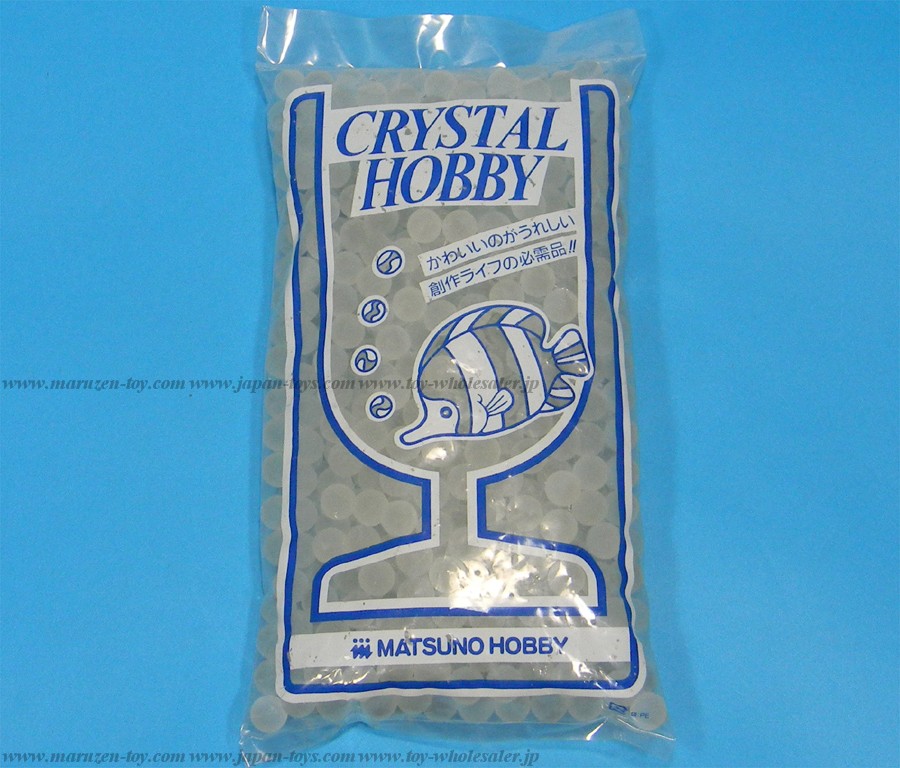 CRYSTAL
HOBBY
かわいいのがうれしい
創作ライフの必需品!!
www.maruzen-toy.com www.japan-toys.com www.toy-wholesaler.jp
MATSUNO HOBBY
www.maruzen-toy.com www.japan-toys.com www.toy-wholesaler.jp